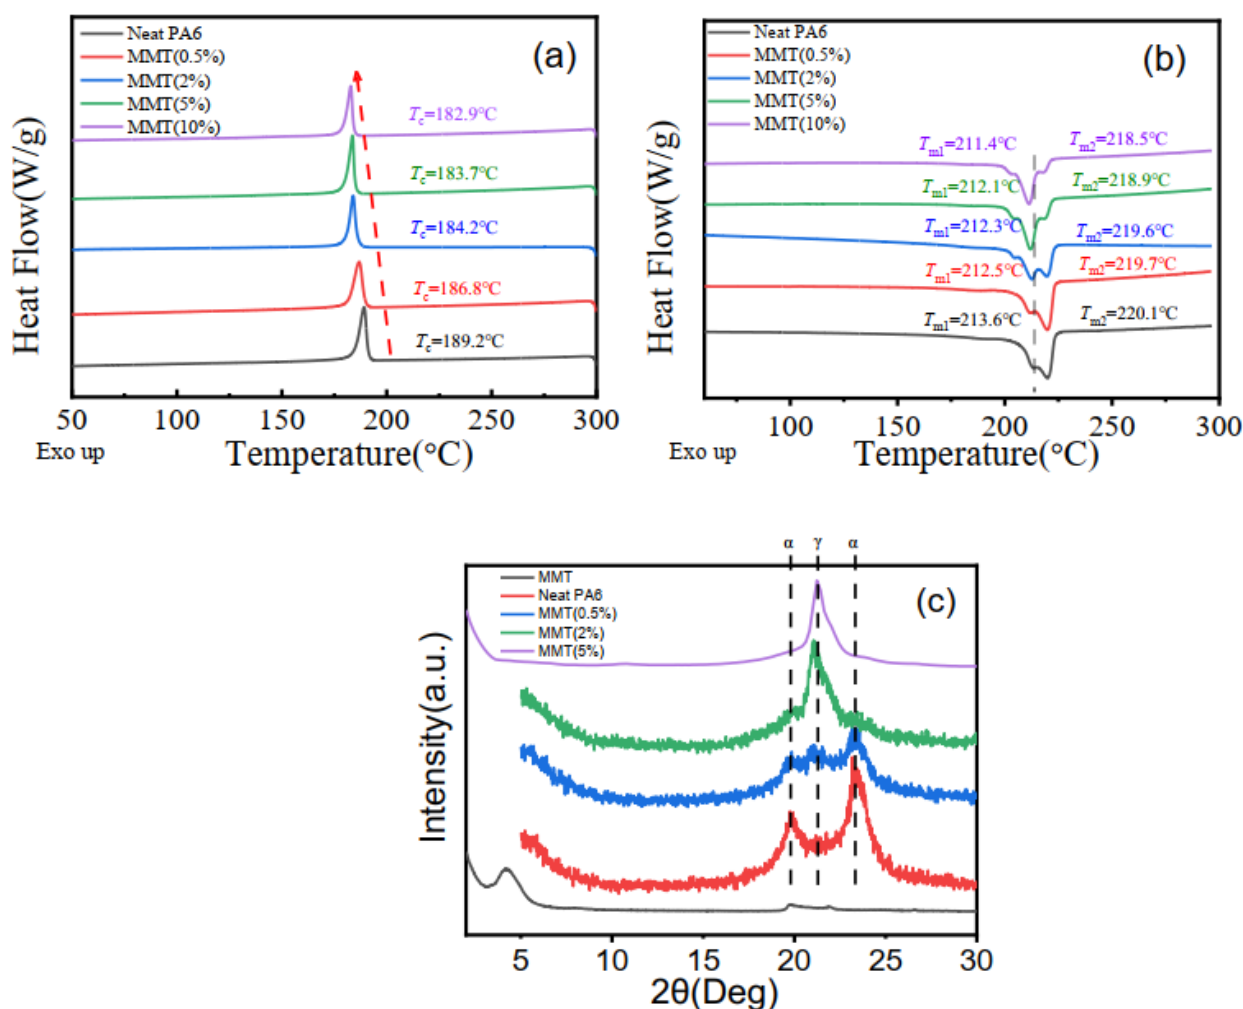 Neat PA6
MMT(0.5%)
MMT(2%)
MMT(5%)
MMT(10%)
(a)
Tc=182.9°C
Tc=183.7°C
Tc=184.2°C
Tc=186.8°C
Tc=189.2°C
Heat Flow(W/g)
50 100 150 200 250 300
Exo up
Temperature(°C)
Neat PA6
MMT(0.5%)
MMT(2%)
MMT(5%)
MMT(10%)
(b)
Tm1=211.4°C Tm2=218.5°C
Tm1=212.1°C Tm2=218.9°C
Tm1=212.3°C Tm2=219.6°C
Tm1=212.5°C Tm2=219.7°C
Tm1=213.6°C Tm2=220.1°C
Heat Flow(W/g)
100 150 200 250 300
Exo up
Temperature(°C)
α γ α
MMT
Neat PA6
MMT(0.5%)
MMT(2%)
MMT(5%)
(c)
Intensity(a.u.)
5 10 15 20 25 30
2θ(Deg)